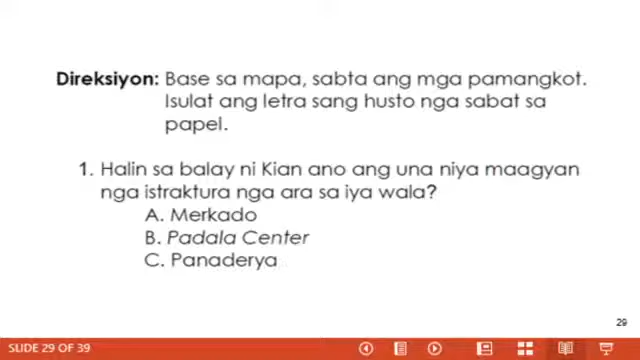 Direksiyon: Base sa mapa, sabta ang mga pamangkot.
Isulat ang letra sang husto nga sabat sa
papel.
1. Halin sa balay ni Kian ano ang una niya maagyan
nga istraktura nga ara sa iya wala?
A. Merkado
B. Padala Center
C. Panaderya
29
SLIDE 29 OF 39